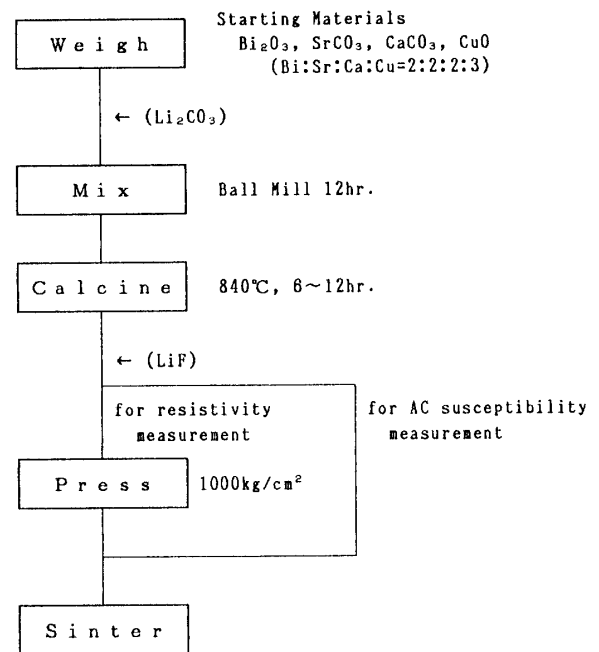 Starting Materials
Weigh
Bi₂O₃, SrCO₃, CaCO₃, CuO
(Bi:Sr:Ca:Cu=2:2:2:3)
← (Li₂CO₃)
Mix
Ball Mill 12hr.
Calcine
840℃, 6~12hr.
← (LiF)
for resistivity
measurement
for AC susceptibility
measurement
Press
1000kg/cm²
Sinter